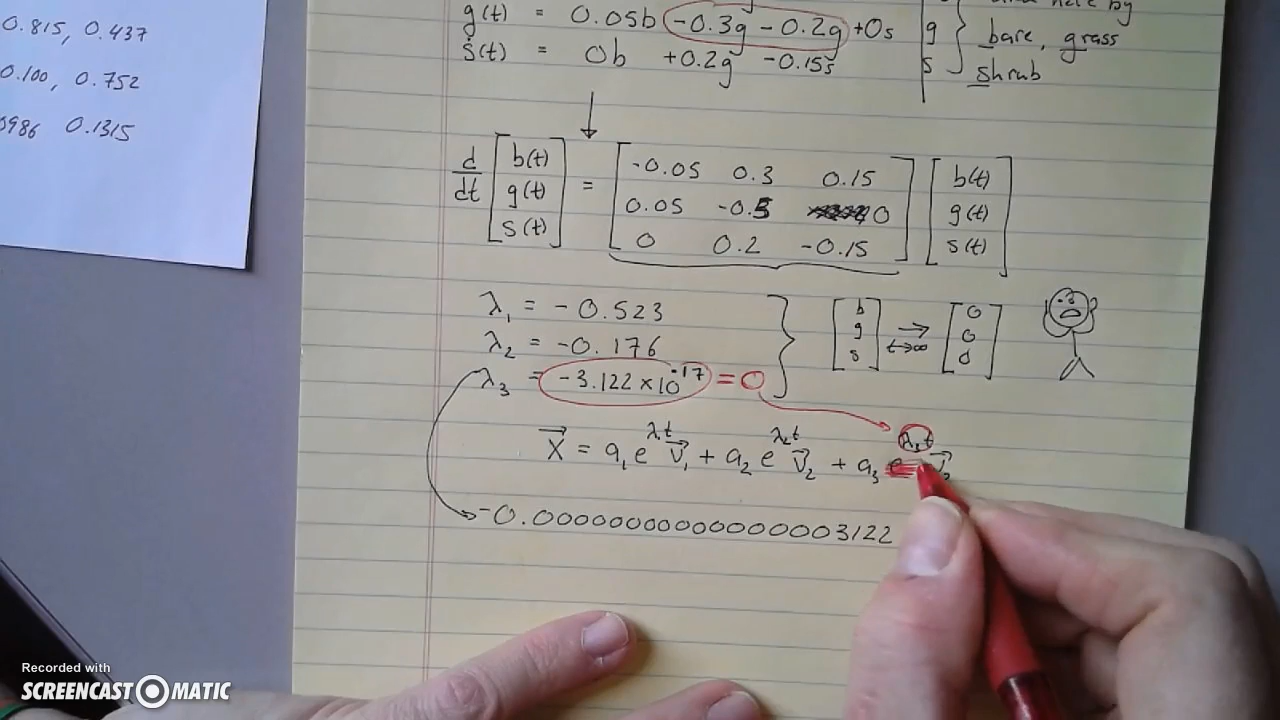 0.815, 0.437
0.100, 0.752
0986 0.1315
g(t) = 0.05b -0.3g -0.2g +0s
ṡ(t) = 0b +0.2g -0.15s
g
s
bare, grass
shrub
d/dt [b(t) g(t) s(t)] = [-0.05 0.3 0.15] [b(t) g(t) s(t)]
0.05 -0.5 0
0 0.2 -0.15
λ₁ = -0.523
λ₂ = -0.176
λ₃ = -3.122 ×10⁻¹⁷ = 0
[b g s] → t→∞ [0 0 0]
x⃗ = a₁ e^λ₁t v⃗₁ + a₂ e^λ₂t v⃗₂ + a₃
-0.00000000000000003122
Recorded with
SCREENCAST-O-MATIC